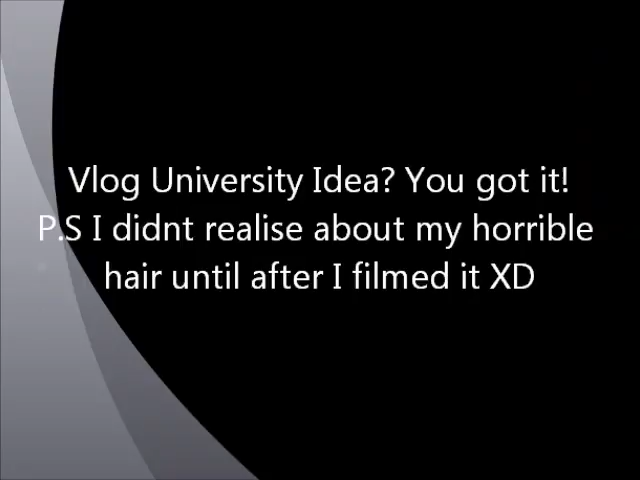 Vlog University Idea? You got it!
P.S I didnt realise about my horrible
hair until after I filmed it XD